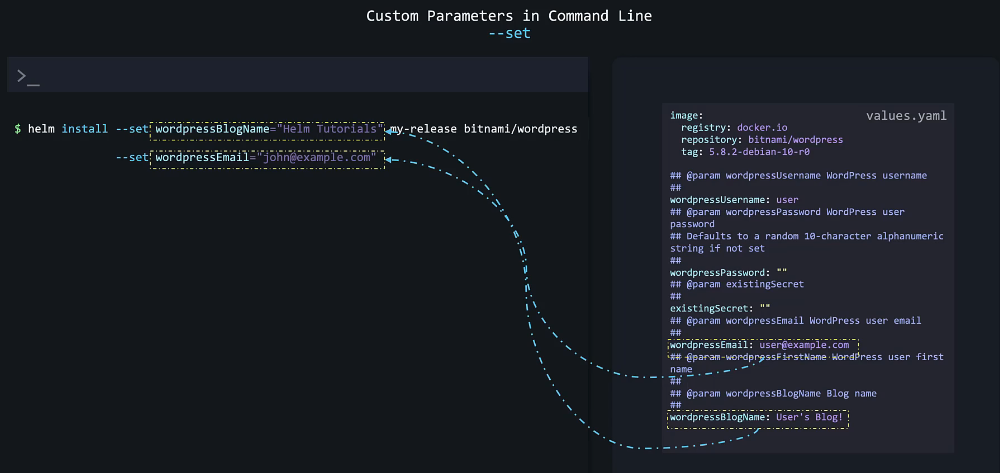 Custom Parameters in Command Line
--set
>_
$ helm install --set wordpressBlogName="Helm Tutorials" my-release bitnami/wordpress
--set wordpressEmail="john@example.com"
values.yaml
image:
registry: docker.io
repository: bitnami/wordpress
tag: 5.8.2-debian-10-r0
## @param wordpressUsername WordPress username
##
wordpressUsername: user
## @param wordpressPassword WordPress user
password
## Defaults to a random 10-character alphanumeric
string if not set
##
wordpressPassword: ""
## @param existingSecret
##
existingSecret: ""
## @param wordpressEmail WordPress user email
##
wordpressEmail: user@example.com
## @param wordpressFirstName WordPress user first
name
##
## @param wordpressBlogName Blog name
##
wordpressBlogName: User's Blog!